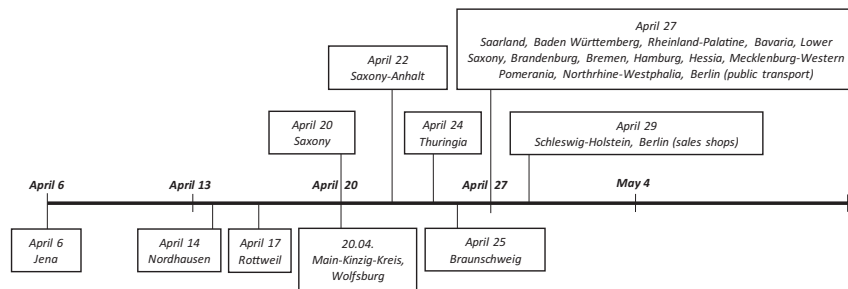 April 27
Saarland, Baden Württemberg, Rheinland-Palatine, Bavaria, Lower
Saxony, Brandenburg, Bremen, Hamburg, Hessia, Mecklenburg-Western
Pomerania, Northrhine-Westphalia, Berlin (public transport)
April 22
Saxony-Anhalt
April 20
Saxony
April 24
Thuringia
April 29
Schleswig-Holstein, Berlin (sales shops)
April 6
April 13
April 20
April 27
May 4
April 6
Jena
April 14
Nordhausen
April 17
Rottweil
20.04.
Main-Kinzig-Kreis,
Wolfsburg
April 25
Braunschweig